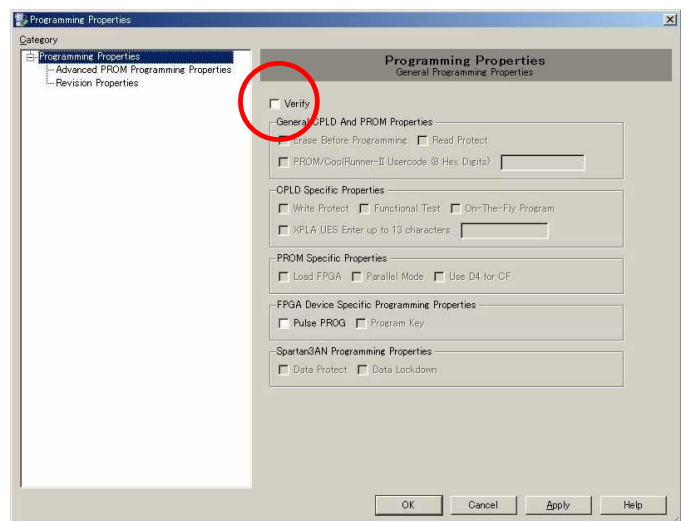 Programming Properties
Category
Programming Properties
Advanced PROM Programming Properties
Revision Properties
Programming Properties
General Programming Properties
Verify
General CPLD And PROM Properties
Erase Before Programming Read Protect
PROM/CoolRunner-II Usercode (8 Hex Digits)
CPLD Specific Properties
Write Protect Functional Test On-The-Fly Program
XPLA UES Enter up to 13 characters
PROM Specific Properties
Load FPGA Parallel Mode Use D4 for CF
FPGA Device Specific Programming Properties
Pulse PROG Program Key
Spartan3AN Programming Properties
Data Protect Data Lockdown
OK Cancel Apply Help